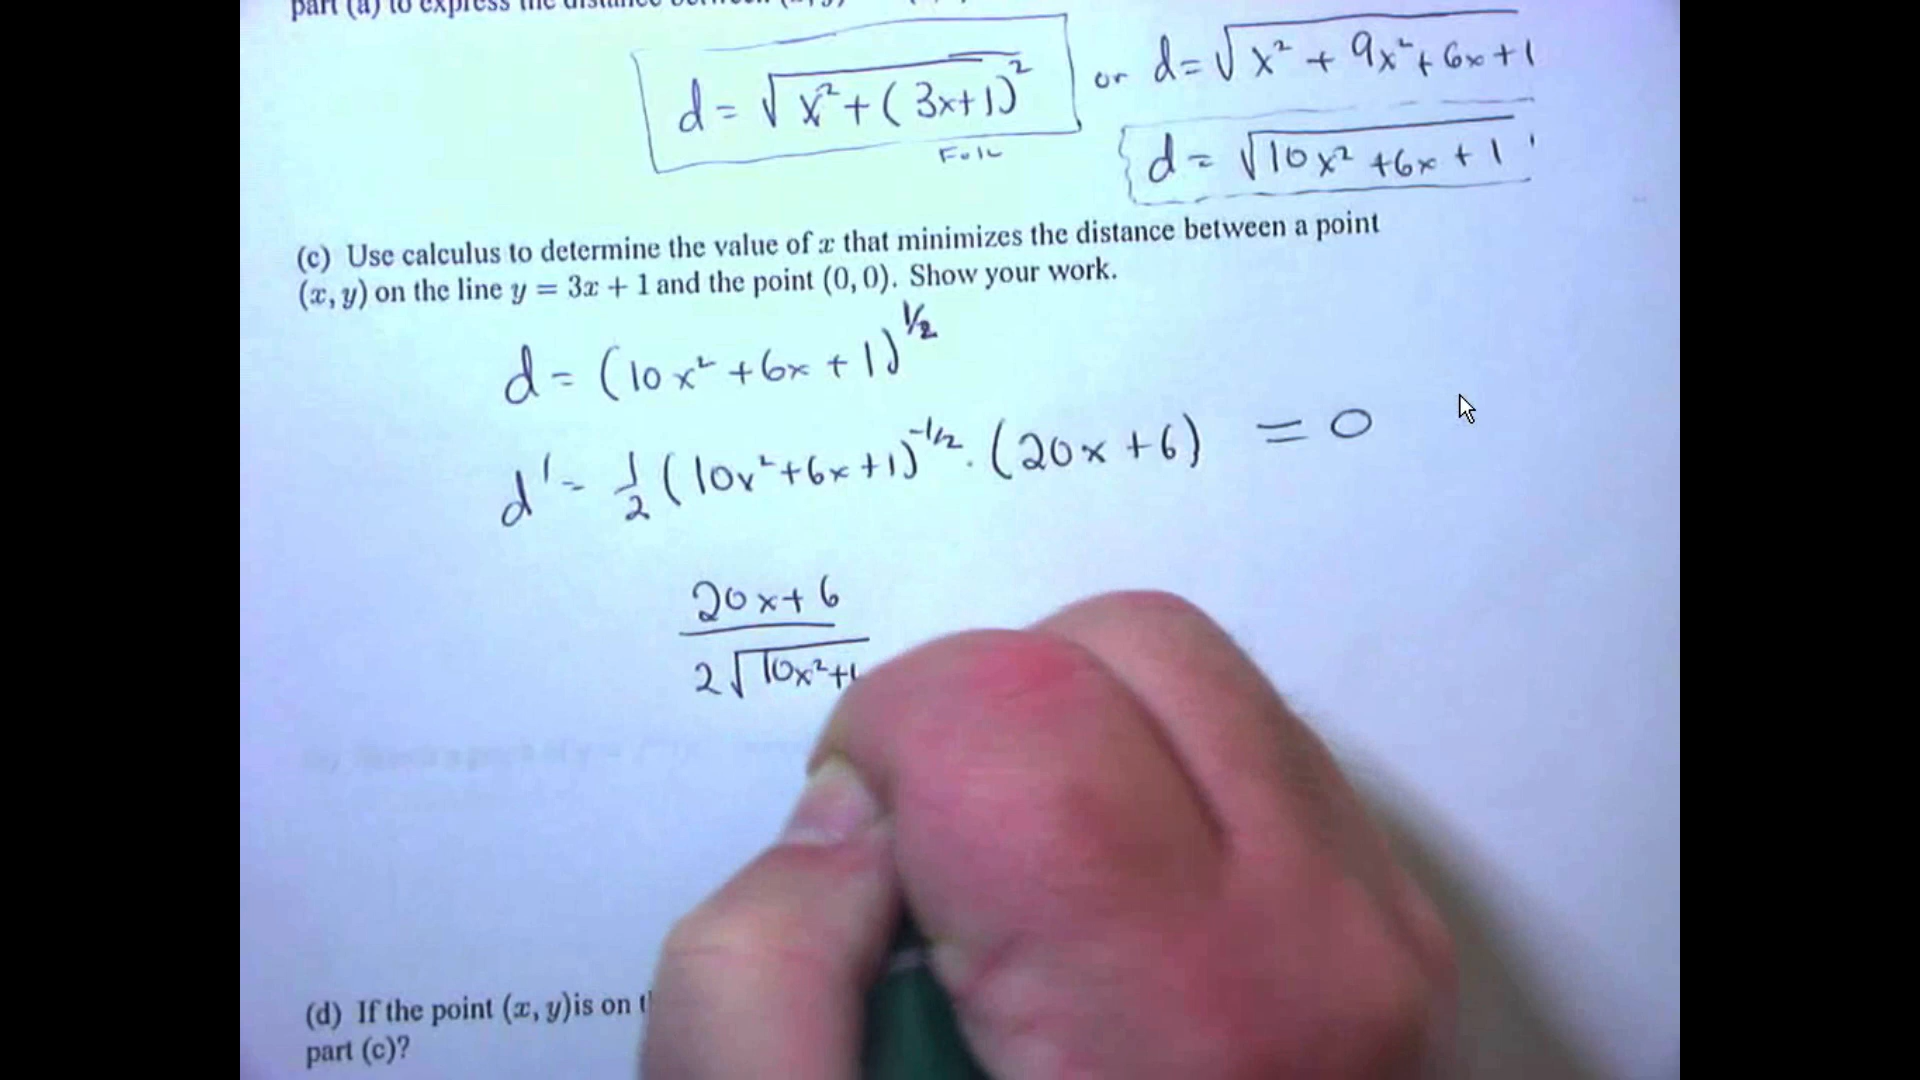 part (a) to express the distance between
d = √x² + (3x+1)²
FOIL
or d = √x² + 9x² + 6x + 1
d = √10x² + 6x + 1
(c) Use calculus to determine the value of x that minimizes the distance between a point
(x, y) on the line y = 3x + 1 and the point (0, 0). Show your work.
d = (10x² + 6x + 1)^1/2
d' = 1/2 (10x² + 6x + 1)^-1/2 · (20x + 6) = 0
20x + 6
2√10x² +
(d) If the point (x, y)is on
part (c)?